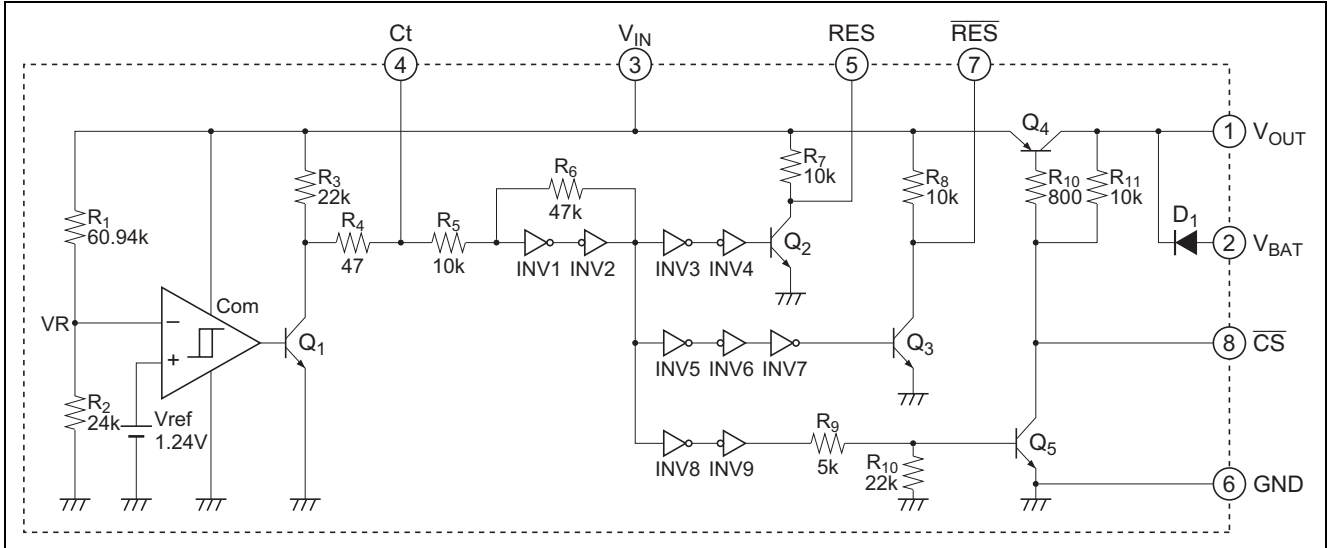 Ct
4
V_IN
3
RES
5
R̅E̅S̅
7
Q4
1
V_OUT
R3
22k
R7
10k
R8
10k
R10
800
R11
10k
R1
60.94k
R6
47k
R4
47
R5
10k
D1
2
V_BAT
INV1
INV2
INV3
INV4
Q2
Com
VR
−
+
Q1
INV5
INV6
INV7
Q3
8
C̅S̅
R2
24k
Vref
1.24V
R9
5k
Q5
INV8
INV9
R10
22k
6
GND